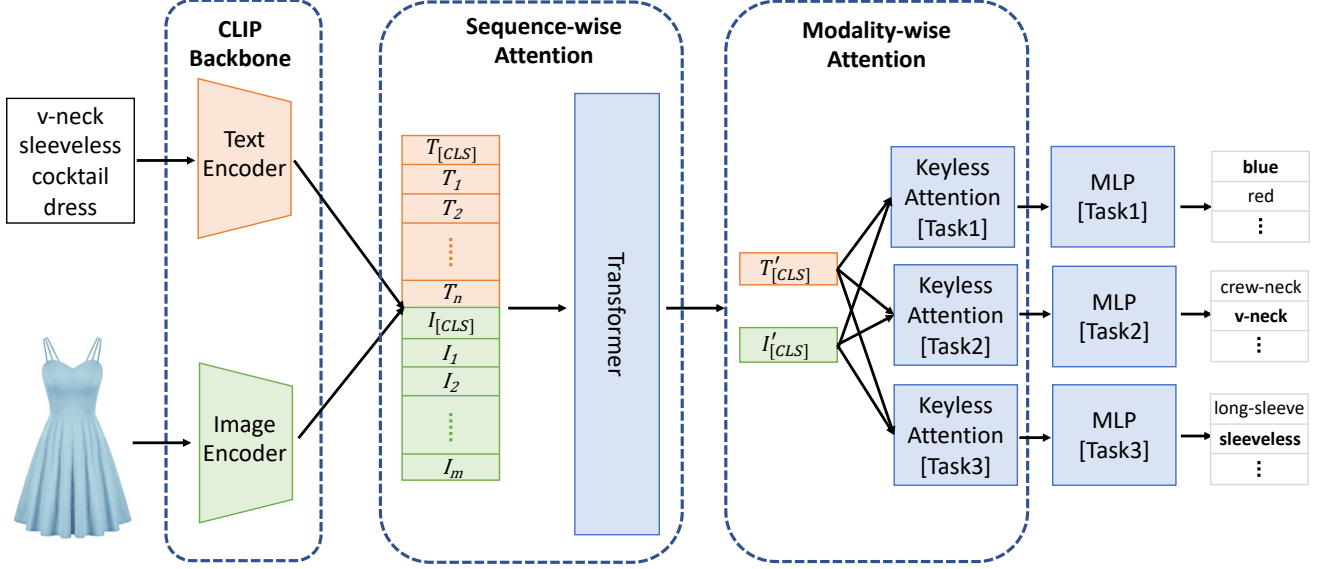 CLIP
Backbone
Sequence-wise
Attention
Modality-wise
Attention
v-neck
sleeveless
cocktail
dress
Text
Encoder
Image
Encoder
T[CLS]
T1
T2
......
Tn
I[CLS]
I1
I2
......
Im
Transformer
T′[CLS]
I′[CLS]
Keyless
Attention
[Task1]
Keyless
Attention
[Task2]
Keyless
Attention
[Task3]
MLP
[Task1]
MLP
[Task2]
MLP
[Task3]
blue
red
⋮
crew-neck
v-neck
⋮
long-sleeve
sleeveless
⋮